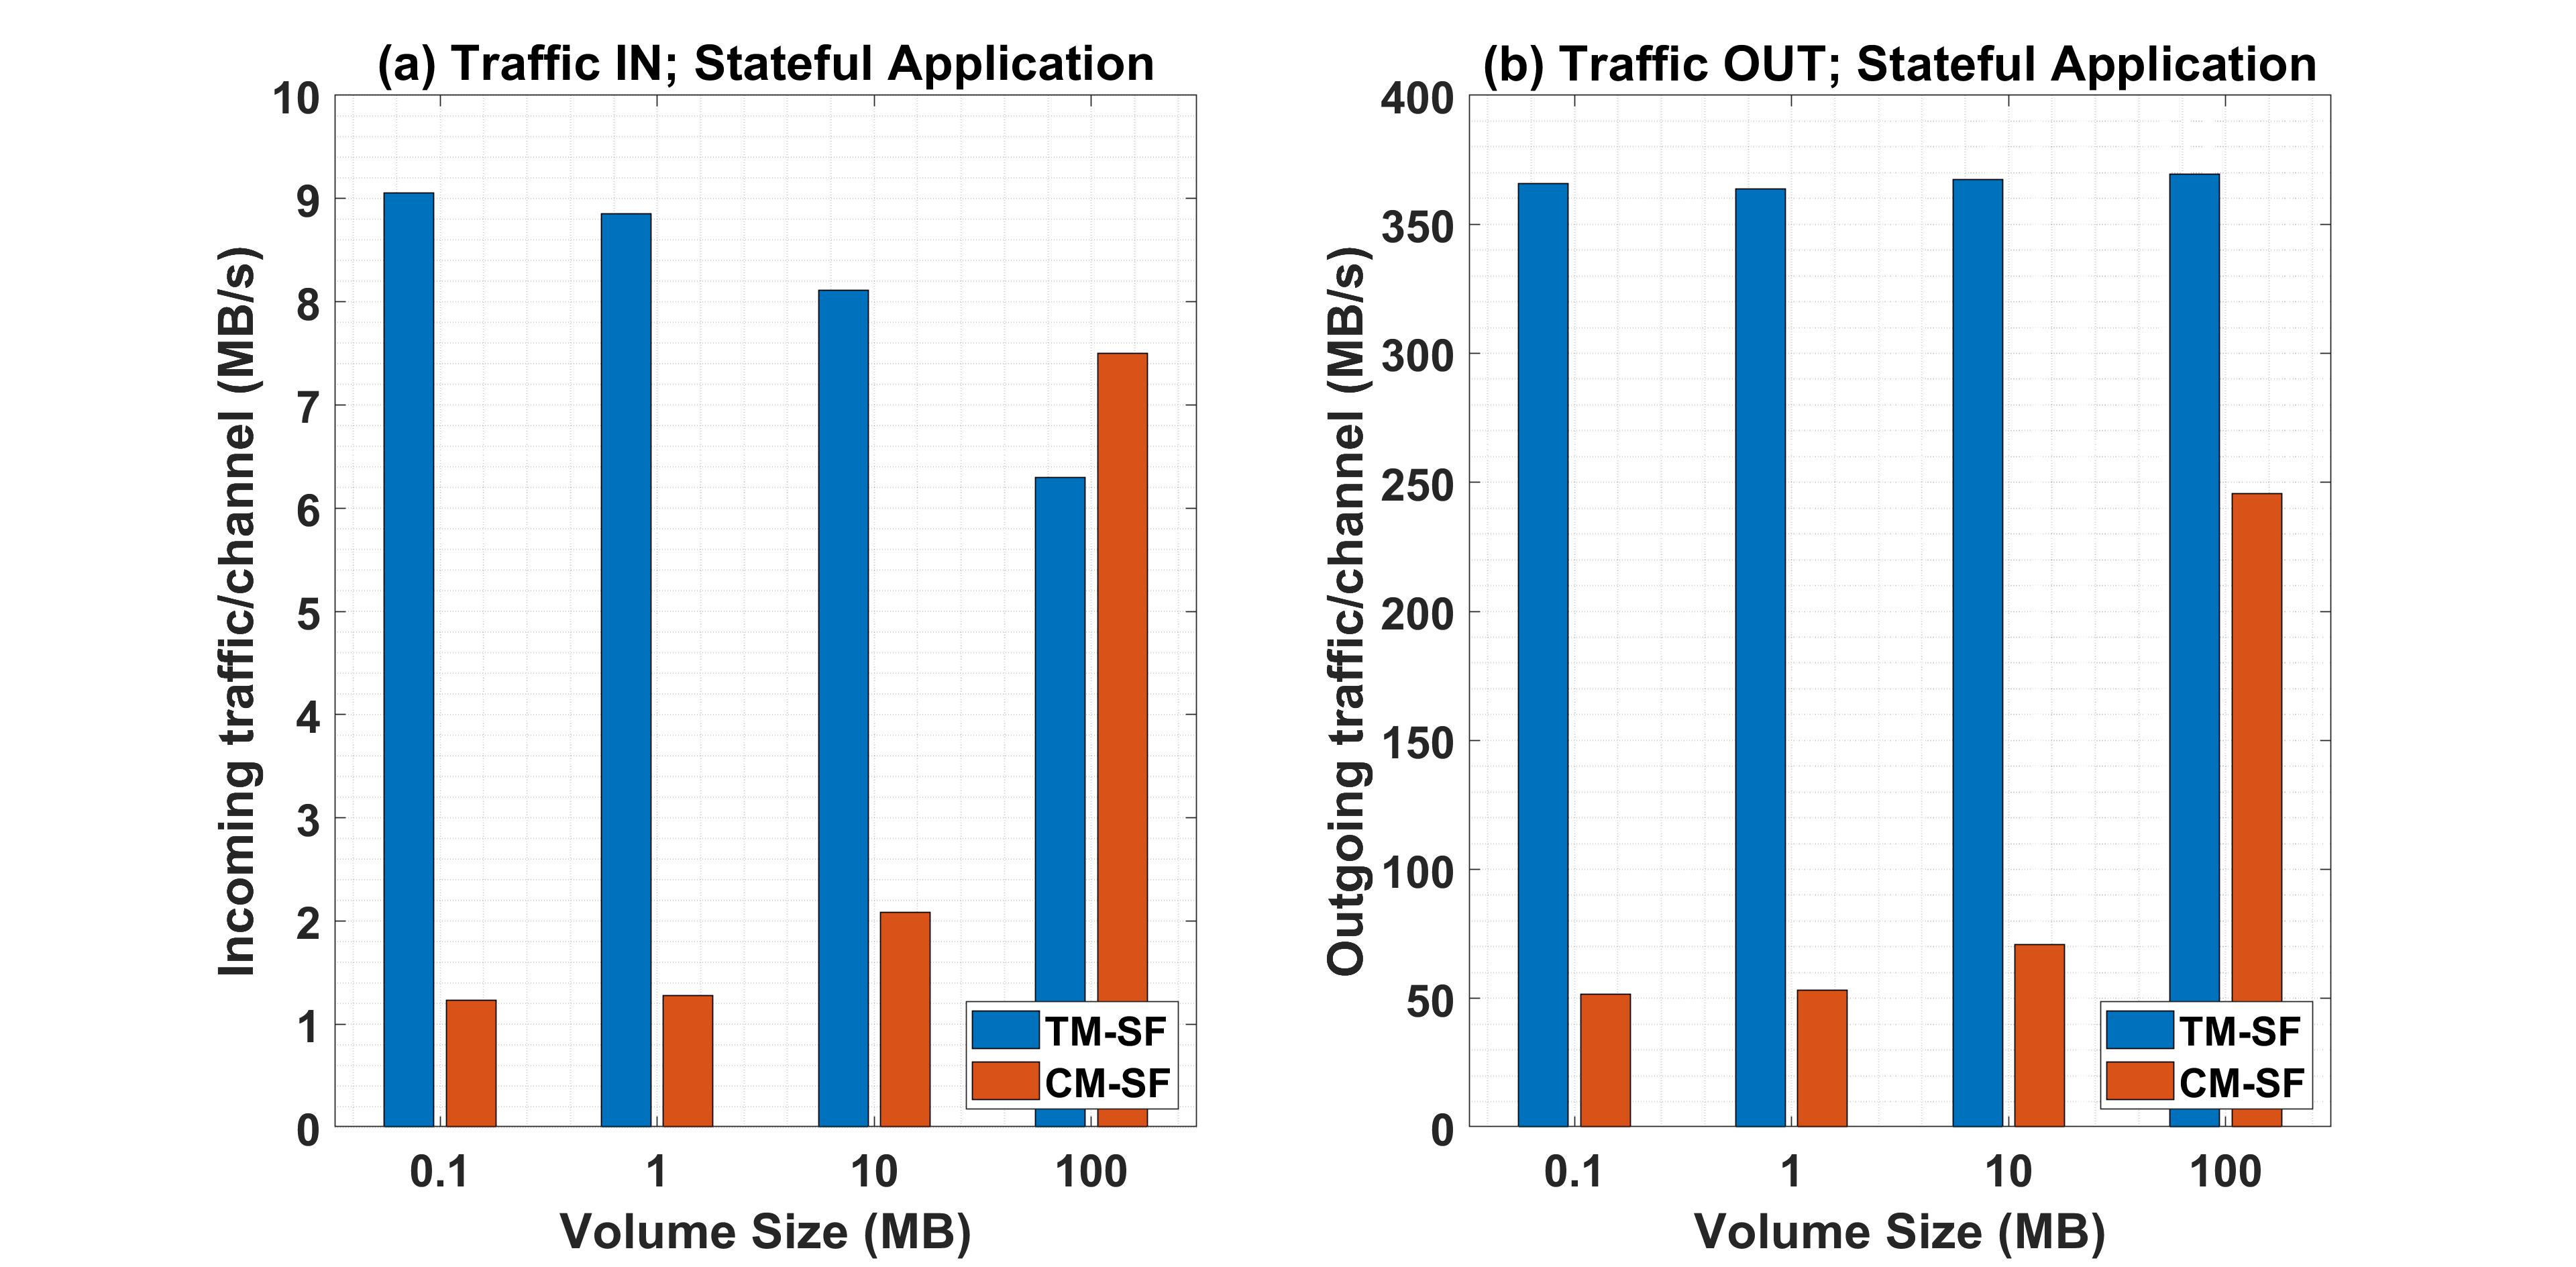 (a) Traffic IN; Stateful Application
Incoming traffic/channel (MB/s)
10
9
8
7
6
5
4
3
2
1
0
0.1 1 10 100
Volume Size (MB)
TM-SF
CM-SF
(b) Traffic OUT; Stateful Application
Outgoing traffic/channel (MB/s)
400
350
300
250
200
150
100
50
0
0.1 1 10 100
Volume Size (MB)
TM-SF
CM-SF